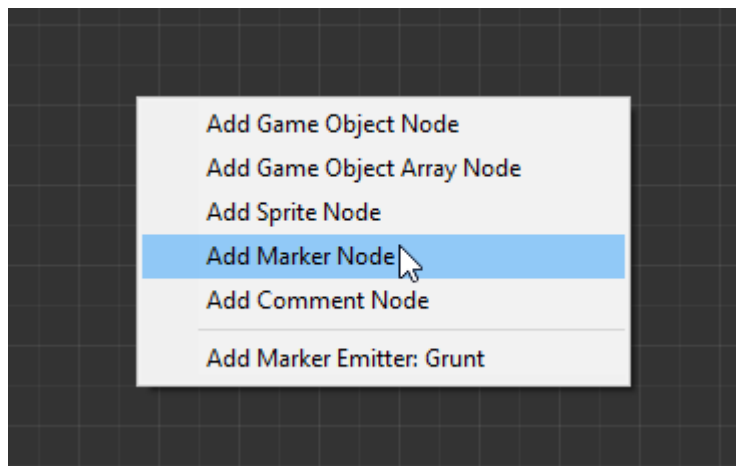 Add Game Object Node
Add Game Object Array Node
Add Sprite Node
Add Marker Node
Add Comment Node
Add Marker Emitter: Grunt